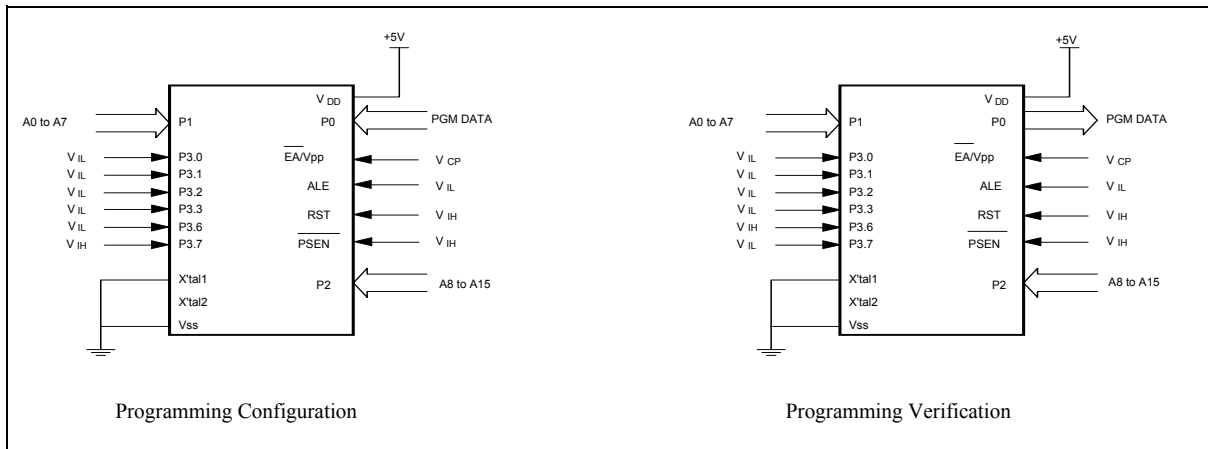 +5V
V DD
A0 to A7
P1
P0
PGM DATA
V IL
P3.0
EA/Vpp
V CP
V IL
P3.1
V IL
P3.2
ALE
V IL
V IL
P3.3
RST
V IH
V IL
P3.6
V IH
P3.7
PSEN
V IH
X'tal1
P2
A8 to A15
X'tal2
Vss
Programming Configuration
+5V
V DD
A0 to A7
P1
P0
PGM DATA
V IL
P3.0
EA/Vpp
V CP
V IL
P3.1
V IL
P3.2
ALE
V IL
V IL
P3.3
RST
V IH
V IH
P3.6
V IL
P3.7
PSEN
V IH
X'tal1
P2
A8 to A15
X'tal2
Vss
Programming Verification